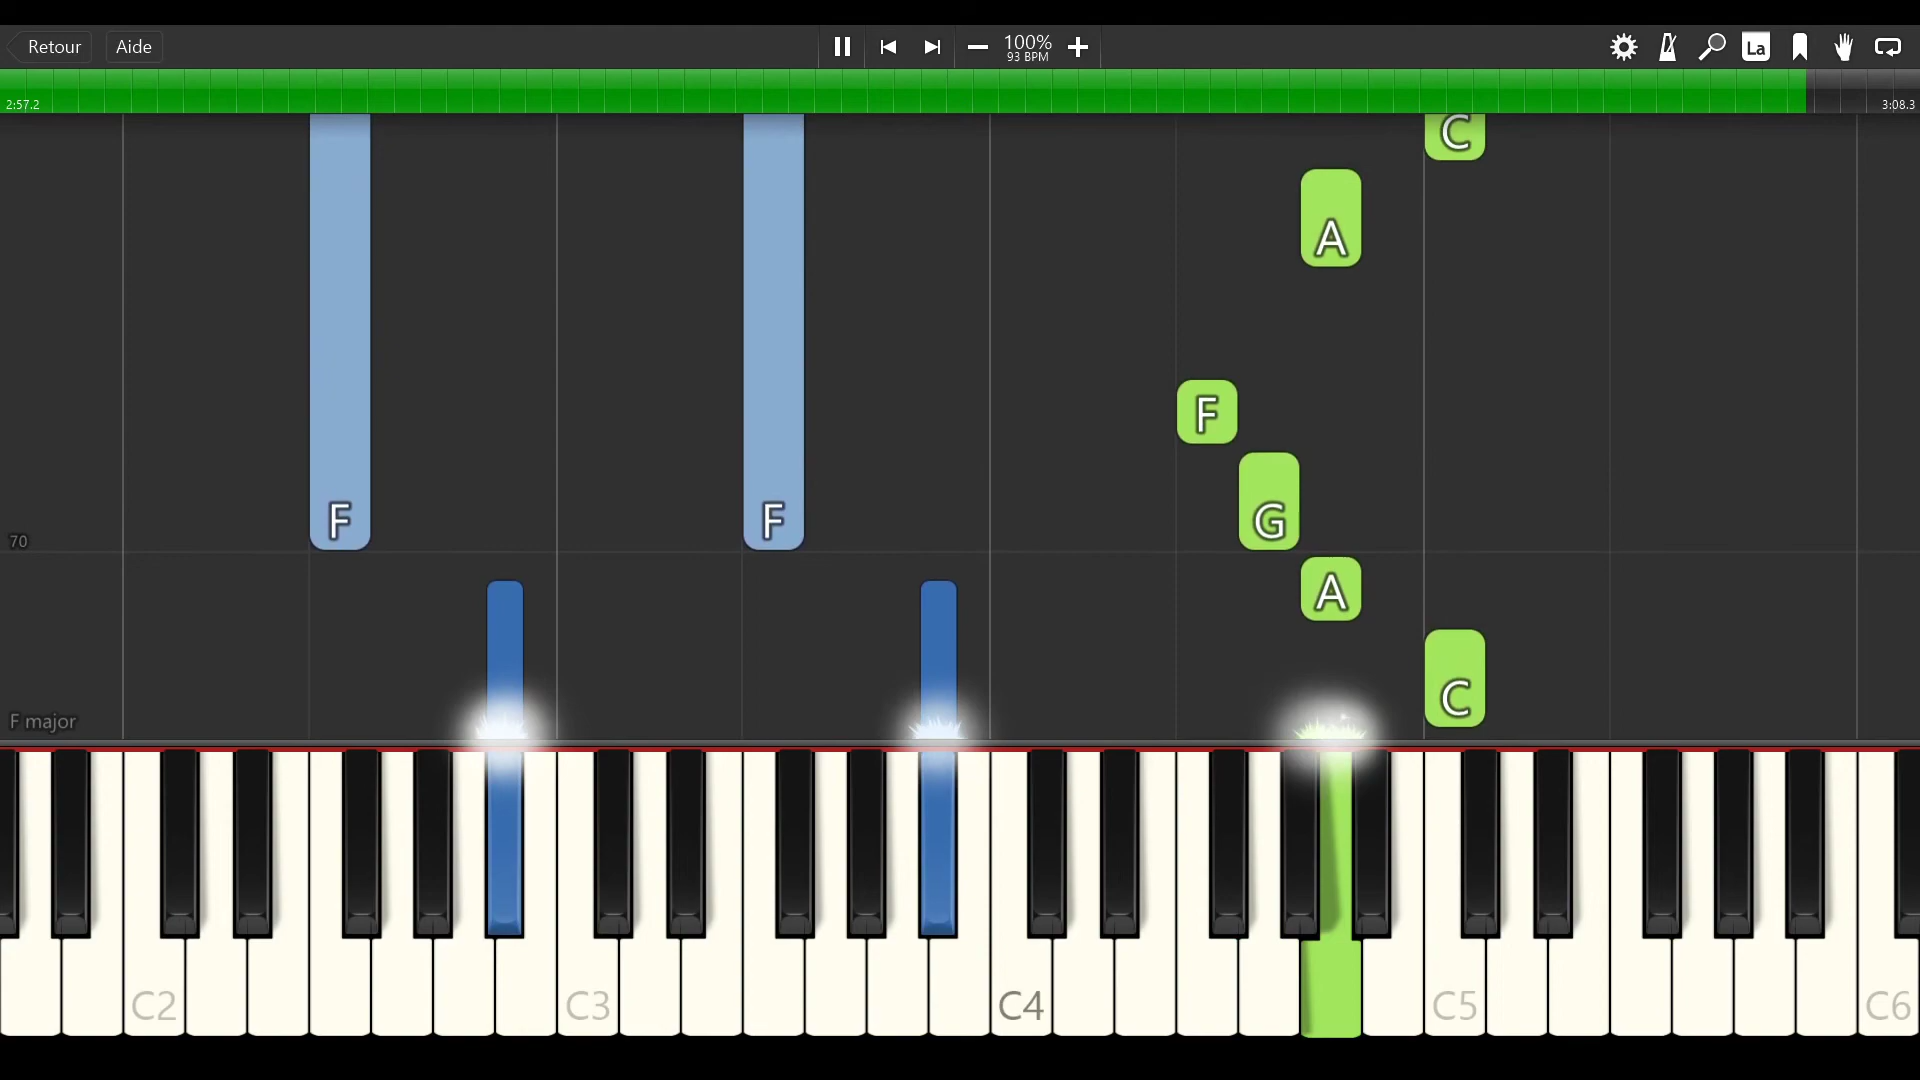 Retour Aide 100% La
93 BPM
2:57.2 3:08.3
C
A
F
G
F F
70
A
C
F major
C2 C3 C4 C5 C6